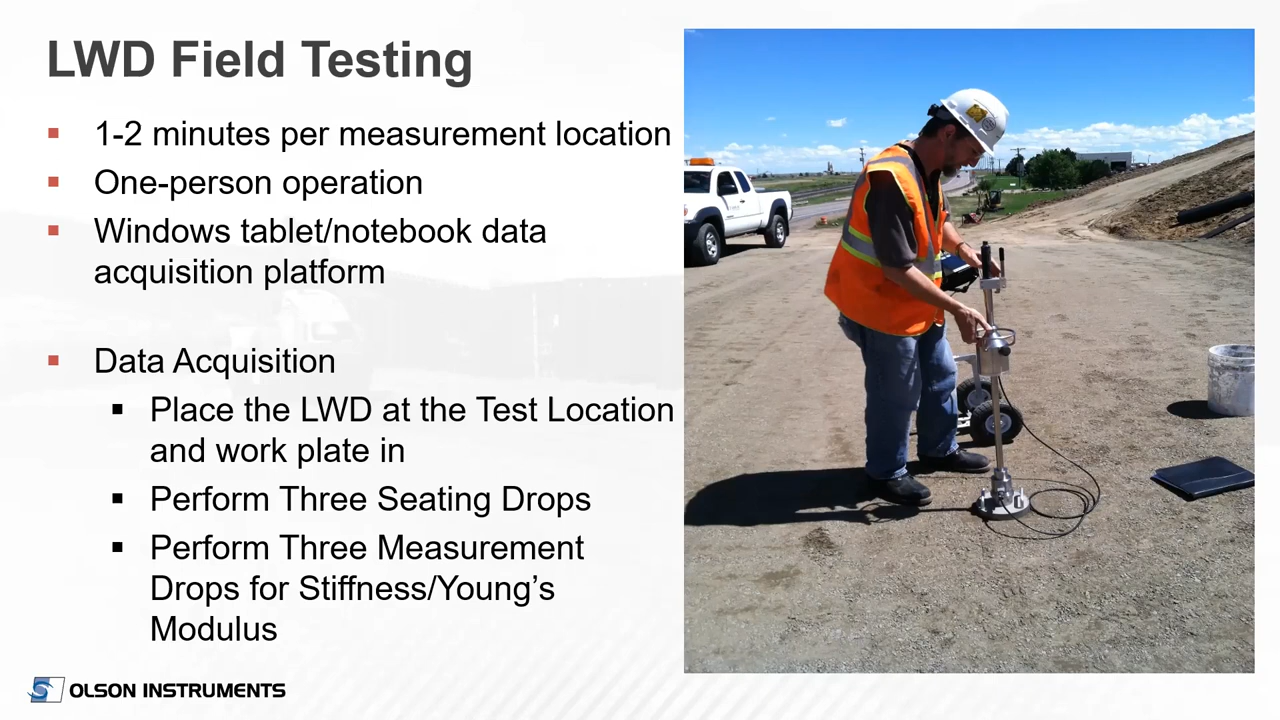 LWD Field Testing
▪ 1-2 minutes per measurement location
▪ One-person operation
▪ Windows tablet/notebook data
acquisition platform
▪ Data Acquisition
▪ Place the LWD at the Test Location
and work plate in
▪ Perform Three Seating Drops
▪ Perform Three Measurement
Drops for Stiffness/Young’s
Modulus
OLSON INSTRUMENTS